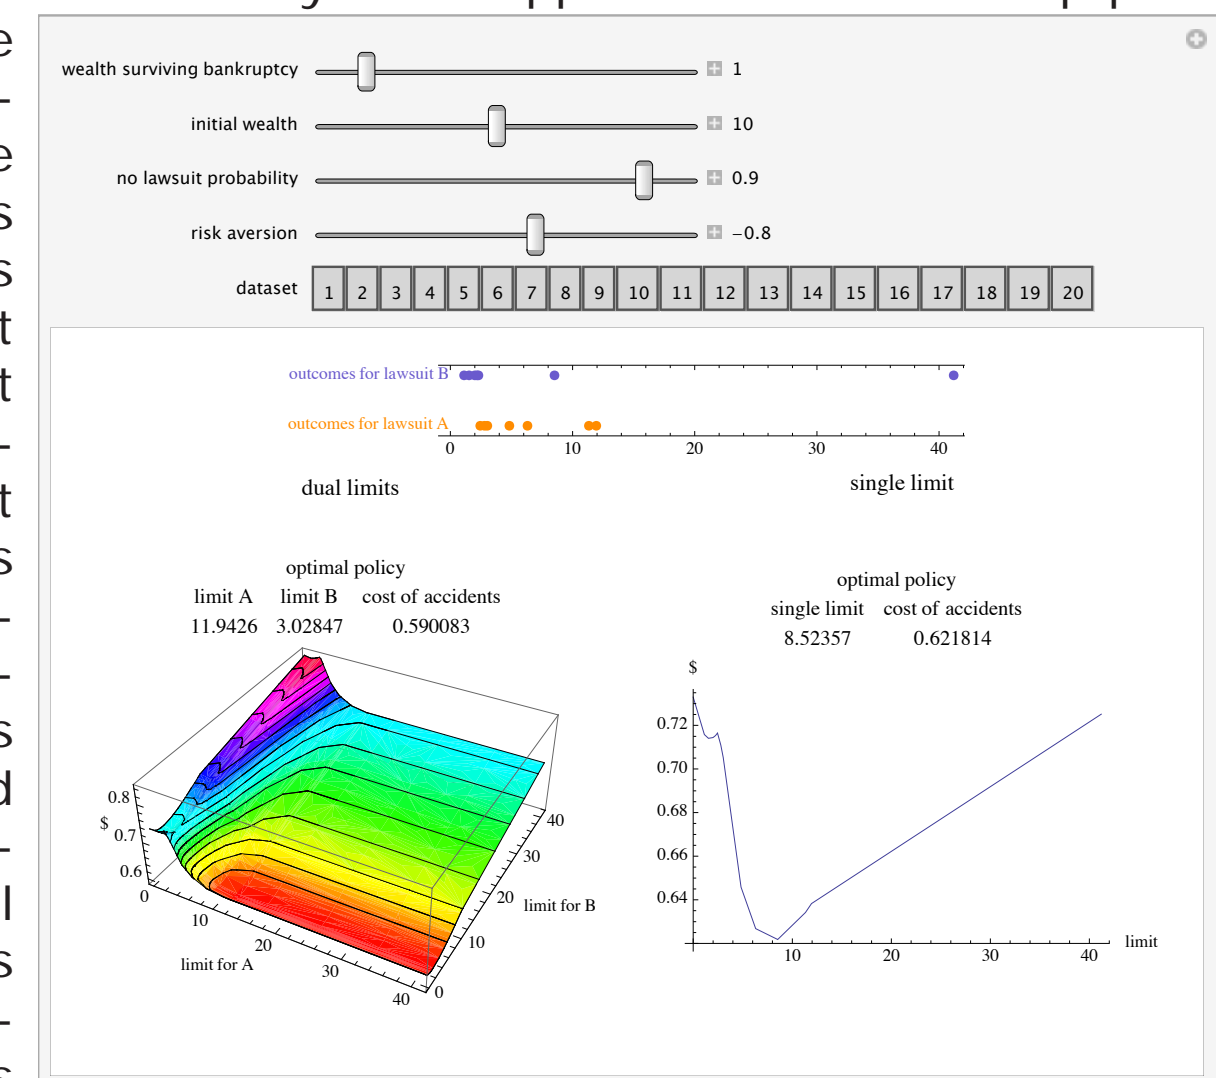 wealth surviving bankruptcy 1
initial wealth 10
no lawsuit probability 0.9
risk aversion −0.8
dataset 1 2 3 4 5 6 7 8 9 10 11 12 13 14 15 16 17 18 19 20
outcomes for lawsuit B
outcomes for lawsuit A
0 10 20 30 40
dual limits
single limit
optimal policy
limit A limit B cost of accidents
11.9426 3.02847 0.590083
optimal policy
single limit cost of accidents
8.52357 0.621814
0.8
$
0.7
0.6
0
10
20
30
40
limit for A
0
10
20
30
40
limit for B
$
0.72
0.70
0.68
0.66
0.64
10 20 30 40
limit